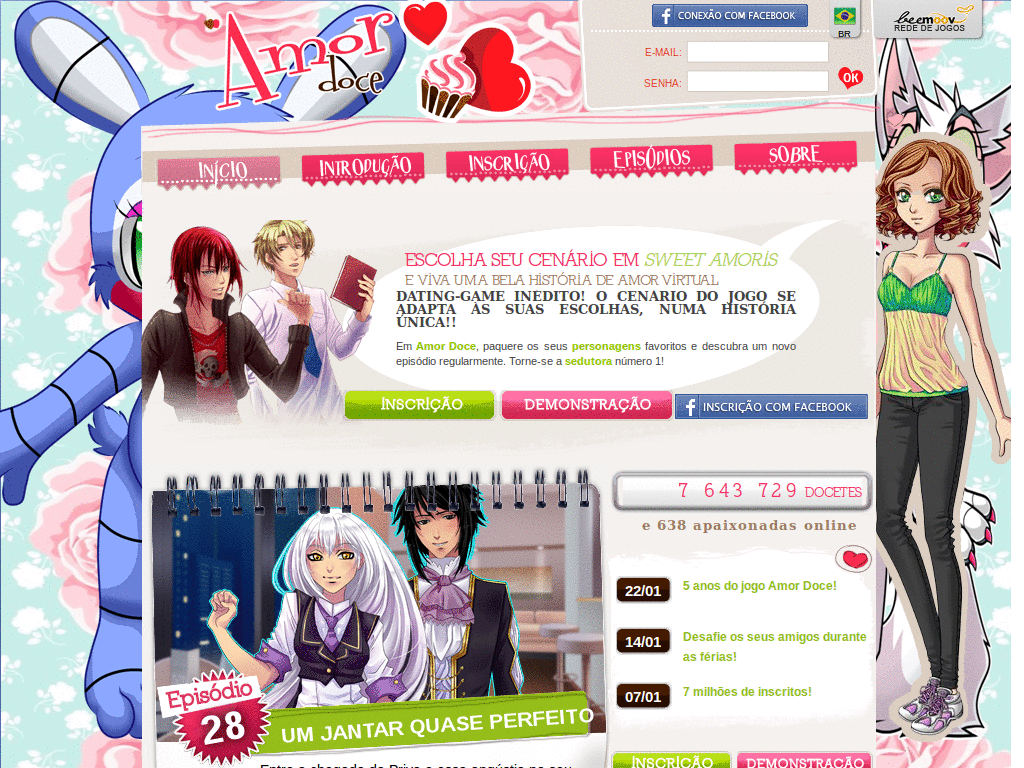 Amor
doce
CONEXÃO COM FACEBOOK
BR
beemoov
REDE DE JOGOS
E-MAIL:
SENHA:
OK
INÍCIO
INTRODUÇÃO
INSCRIÇÃO
EPISÓDIOS
SOBRE
ESCOLHA SEU CENÁRIO EM SWEET AMORIS
E VIVA UMA BELA HISTÓRIA DE AMOR VIRTUAL
DATING-GAME INÉDITO! O CENÁRIO DO JOGO SE
ADAPTA ÀS SUAS ESCOLHAS, NUMA HISTÓRIA
ÚNICA!!
Em Amor Doce, paquere os seus personagens favoritos e descubra um novo
episódio regularmente. Torne-se a sedutora número 1!
INSCRIÇÃO
DEMONSTRAÇÃO
INSCRIÇÃO COM FACEBOOK
7 643 729 DOCETES
e 638 apaixonadas online
22/01
5 anos do jogo Amor Doce!
14/01
Desafie os seus amigos durante
as férias!
07/01
7 milhões de inscritos!
Episódio
28
UM JANTAR QUASE PERFEITO
INSCRIÇÃO
DEMONSTRAÇÃO